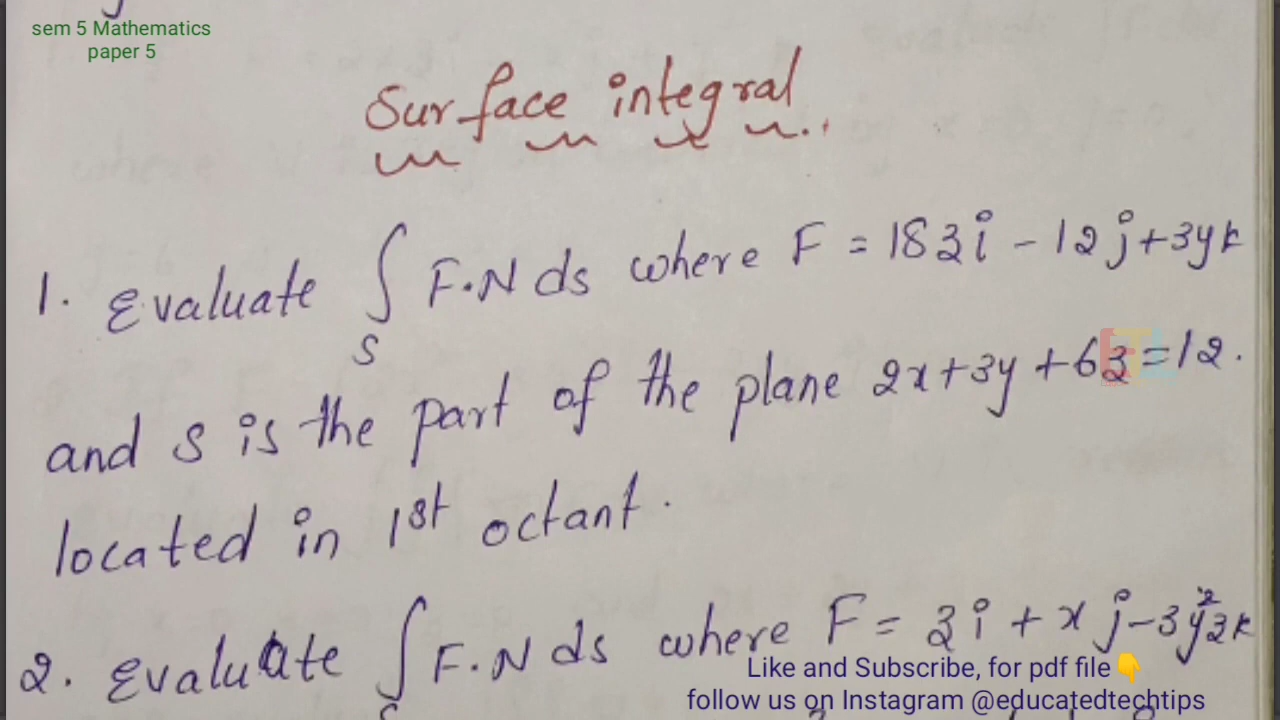 sem 5 Mathematics
paper 5
Surface integral
1. Evaluate ∫ F.N ds where F = 18zi - 12j + 3yk
S
and S is the part of the plane 2x+3y+6z=12.
located in 1st octant.
2. Evaluate ∫ F.N ds where F = zi + xj - 3y²zk
Like and Subscribe, for pdf file👇
follow us on Instagram @educatedtechtips